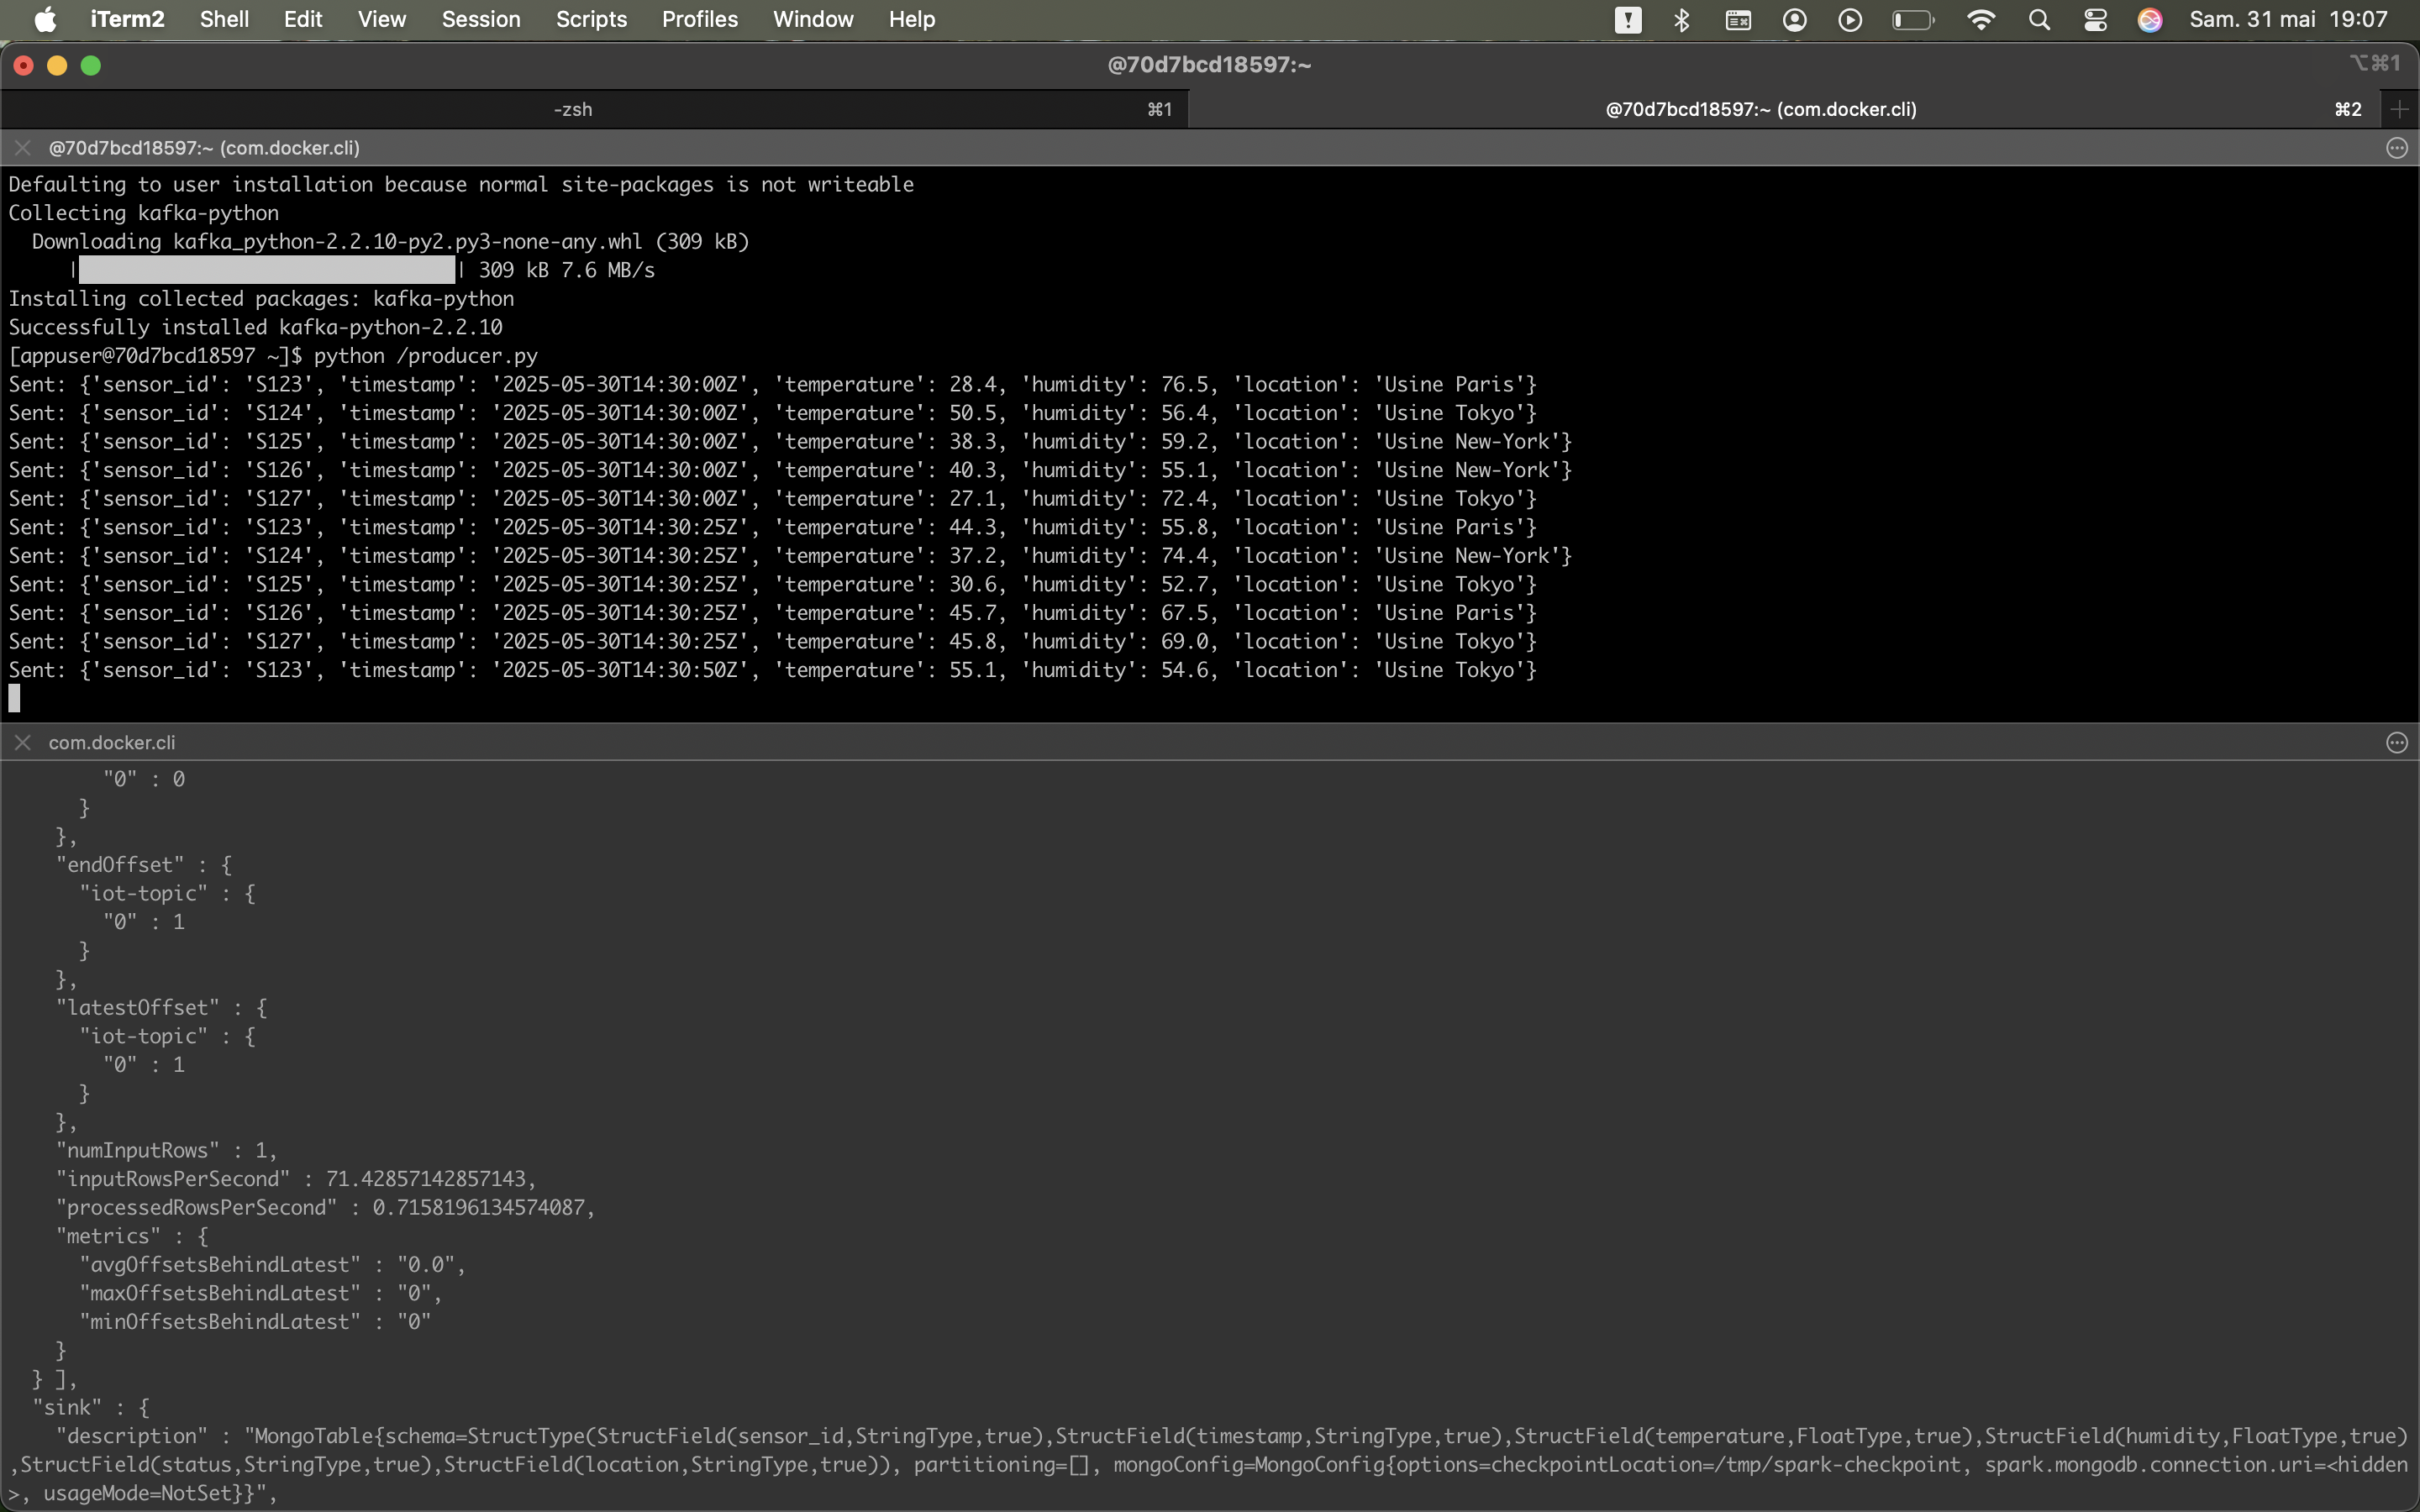 iTerm2 Shell Edit View Session Scripts Profiles Window Help Sam. 31 mai 19:07
@70d7bcd18597:~ ⌥⌘1
-zsh ⌘1 @70d7bcd18597:~ (com.docker.cli) ⌘2
@70d7bcd18597:~ (com.docker.cli)
Defaulting to user installation because normal site-packages is not writeable
Collecting kafka-python
  Downloading kafka_python-2.2.10-py2.py3-none-any.whl (309 kB)
     | | 309 kB 7.6 MB/s
Installing collected packages: kafka-python
Successfully installed kafka-python-2.2.10
[appuser@70d7bcd18597 ~]$ python /producer.py
Sent: {'sensor_id': 'S123', 'timestamp': '2025-05-30T14:30:00Z', 'temperature': 28.4, 'humidity': 76.5, 'location': 'Usine Paris'}
Sent: {'sensor_id': 'S124', 'timestamp': '2025-05-30T14:30:00Z', 'temperature': 50.5, 'humidity': 56.4, 'location': 'Usine Tokyo'}
Sent: {'sensor_id': 'S125', 'timestamp': '2025-05-30T14:30:00Z', 'temperature': 38.3, 'humidity': 59.2, 'location': 'Usine New-York'}
Sent: {'sensor_id': 'S126', 'timestamp': '2025-05-30T14:30:00Z', 'temperature': 40.3, 'humidity': 55.1, 'location': 'Usine New-York'}
Sent: {'sensor_id': 'S127', 'timestamp': '2025-05-30T14:30:00Z', 'temperature': 27.1, 'humidity': 72.4, 'location': 'Usine Tokyo'}
Sent: {'sensor_id': 'S123', 'timestamp': '2025-05-30T14:30:25Z', 'temperature': 44.3, 'humidity': 55.8, 'location': 'Usine Paris'}
Sent: {'sensor_id': 'S124', 'timestamp': '2025-05-30T14:30:25Z', 'temperature': 37.2, 'humidity': 74.4, 'location': 'Usine New-York'}
Sent: {'sensor_id': 'S125', 'timestamp': '2025-05-30T14:30:25Z', 'temperature': 30.6, 'humidity': 52.7, 'location': 'Usine Tokyo'}
Sent: {'sensor_id': 'S126', 'timestamp': '2025-05-30T14:30:25Z', 'temperature': 45.7, 'humidity': 67.5, 'location': 'Usine Paris'}
Sent: {'sensor_id': 'S127', 'timestamp': '2025-05-30T14:30:25Z', 'temperature': 45.8, 'humidity': 69.0, 'location': 'Usine Tokyo'}
Sent: {'sensor_id': 'S123', 'timestamp': '2025-05-30T14:30:50Z', 'temperature': 55.1, 'humidity': 54.6, 'location': 'Usine Tokyo'}
com.docker.cli
        "0" : 0
      }
    },
    "endOffset" : {
      "iot-topic" : {
        "0" : 1
      }
    },
    "latestOffset" : {
      "iot-topic" : {
        "0" : 1
      }
    },
    "numInputRows" : 1,
    "inputRowsPerSecond" : 71.42857142857143,
    "processedRowsPerSecond" : 0.7158196134574087,
    "metrics" : {
      "avgOffsetsBehindLatest" : "0.0",
      "maxOffsetsBehindLatest" : "0",
      "minOffsetsBehindLatest" : "0"
    }
  } ],
  "sink" : {
    "description" : "MongoTable{schema=StructType(StructField(sensor_id,StringType,true),StructField(timestamp,StringType,true),StructField(temperature,FloatType,true),StructField(humidity,FloatType,true)
,StructField(status,StringType,true),StructField(location,StringType,true)), partitioning=[], mongoConfig=MongoConfig{options=checkpointLocation=/tmp/spark-checkpoint, spark.mongodb.connection.uri=<hidden
>, usageMode=NotSet}}",